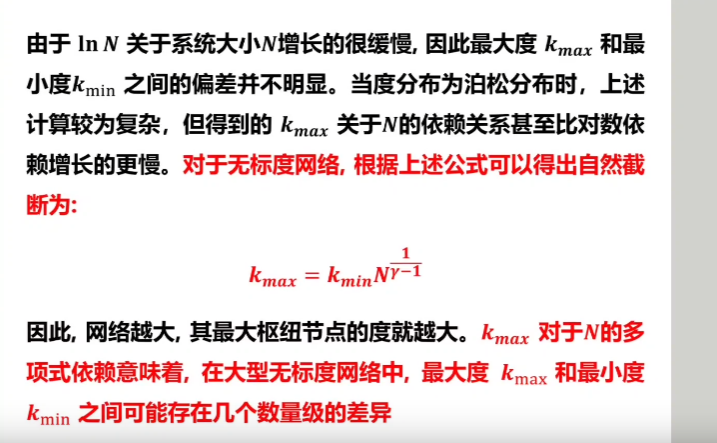 由于 ln N 关于系统大小N增长的很缓慢, 因此最大度 k_max 和最
小度k_min 之间的偏差并不明显。当度分布为泊松分布时，上述
计算较为复杂，但得到的 k_max 关于N的依赖关系甚至比对数依
赖增长的更慢。对于无标度网络, 根据上述公式可以得出自然截
断为:
k_max = k_min N^{\frac{1}{γ−1}}
因此, 网络越大, 其最大枢纽节点的度就越大。k_max 对于N的多
项式依赖意味着, 在大型无标度网络中, 最大度 k_max 和最小度
k_min 之间可能存在几个数量级的差异